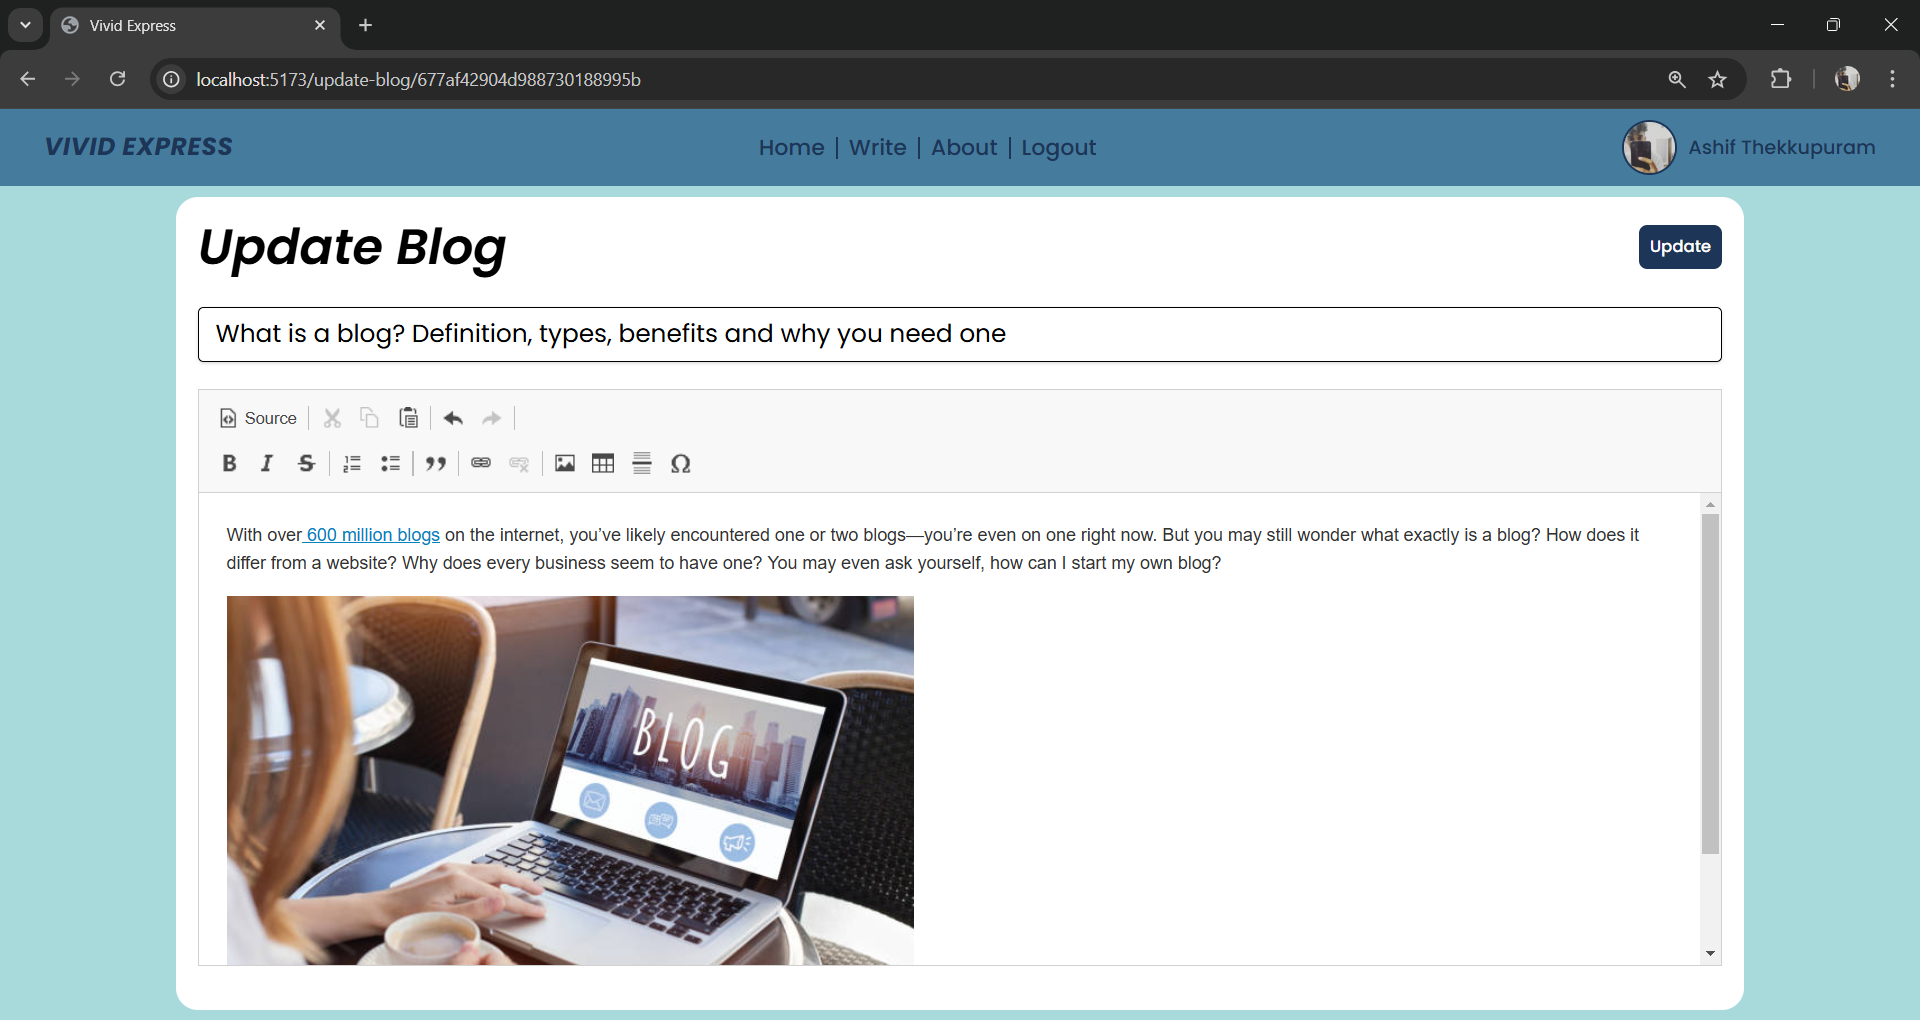 Vivid Express
localhost:5173/update-blog/677af42904d988730188995b
VIVID EXPRESS
Home | Write | About | Logout
Ashif Thekkupuram
Update Blog
Update
What is a blog? Definition, types, benefits and why you need one
Source
With over 600 million blogs on the internet, you’ve likely encountered one or two blogs—you’re even on one right now. But you may still wonder what exactly is a blog? How does it
differ from a website? Why does every business seem to have one? You may even ask yourself, how can I start my own blog?
BLOG